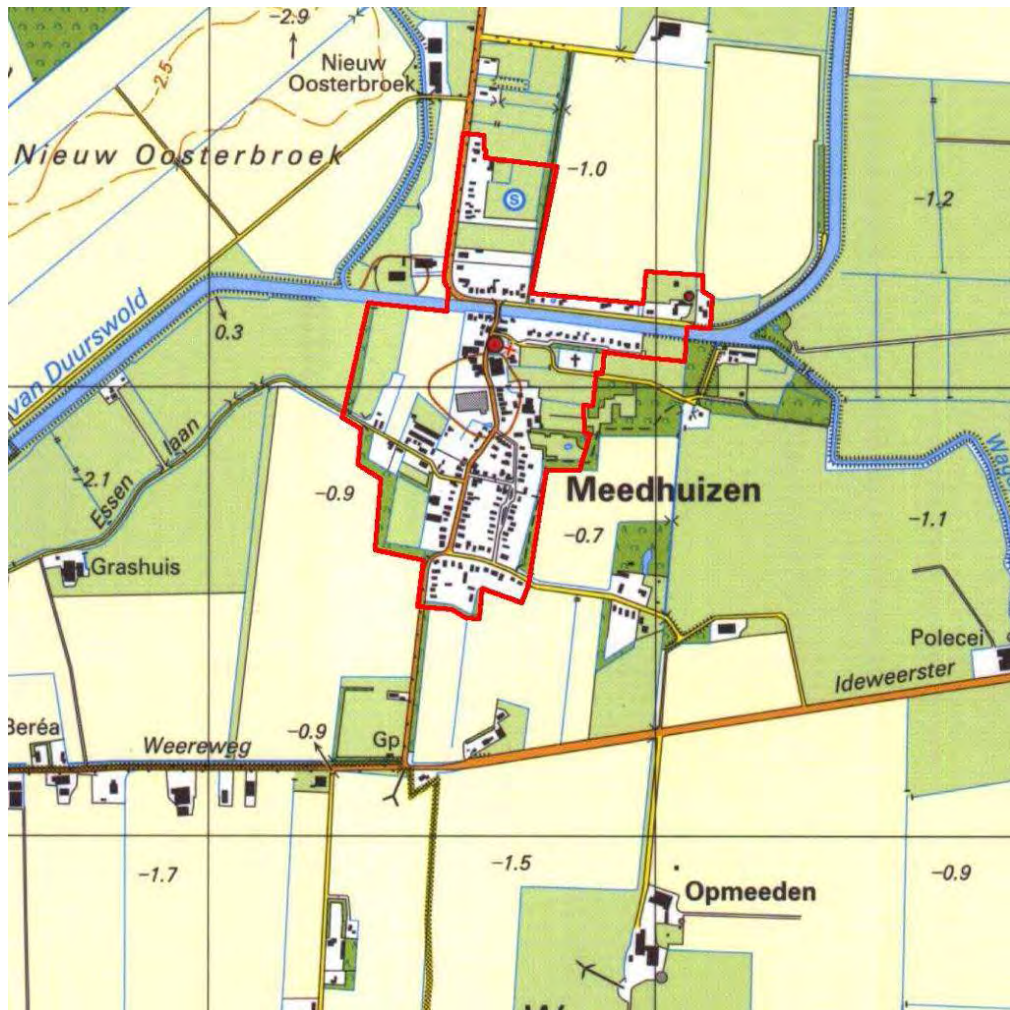 -2.9
-2.5
Nieuw
Oosterbroek
Nieuw Oosterbroek
-1.0
S
-1.2
van Duurswold
0.3
-2.1
Essen laan
-0.9
Meedhuizen
-0.7
-1.1
Grashuis
Polecei
Ideweerster
Beréa
Weereweg
-0.9
Gp
-1.7
-1.5
Opmeeden
-0.9